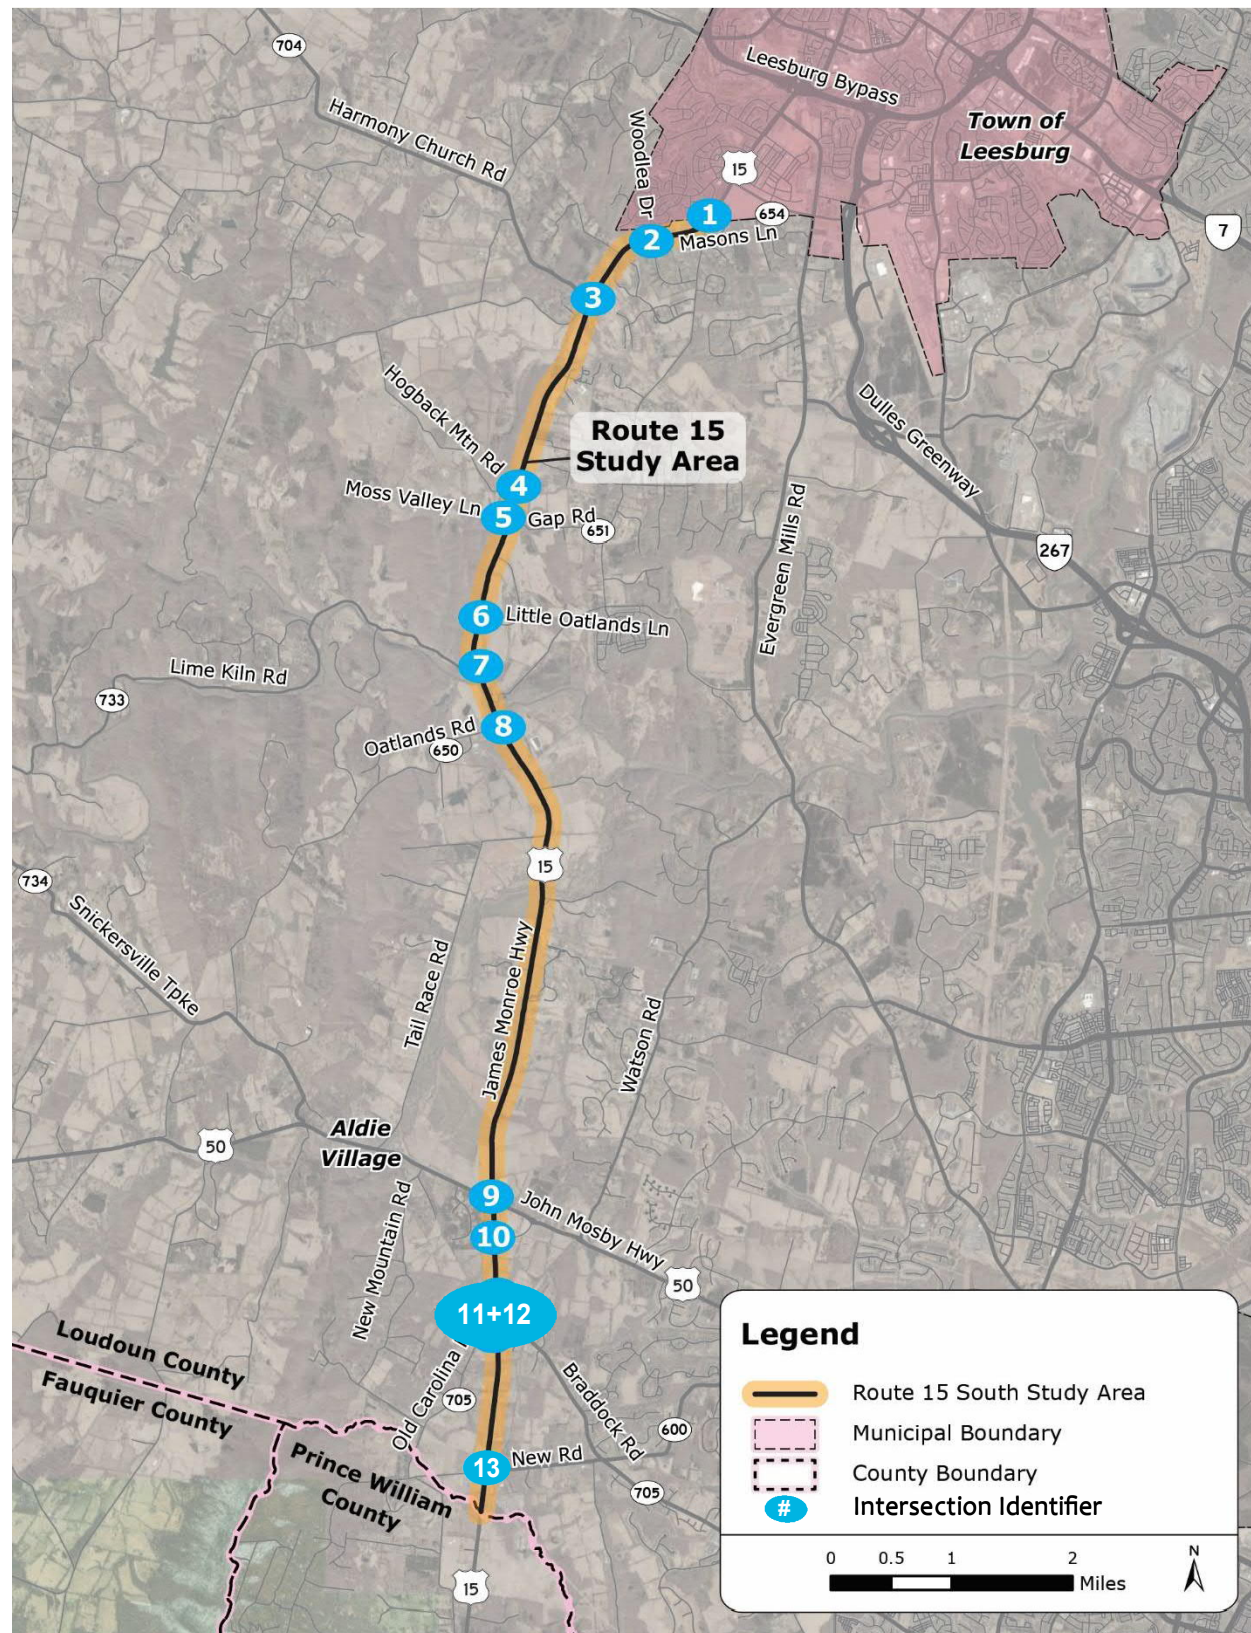 704
Leesburg Bypass
Town of
Leesburg
Harmony Church Rd
Woodlea Dr
15
1
654
7
2
Masons Ln
3
Hogback Mtn Rd
Dulles Greenway
Route 15
Study Area
4
Moss Valley Ln
5
Gap Rd
651
267
Evergreen Mills Rd
6
Little Oatlands Ln
7
Lime Kiln Rd
733
8
Oatlands Rd
650
15
734
Snickersville Tpke
Tail Race Rd
James Monroe Hwy
Watson Rd
Aldie
Village
50
9
John Mosby Hwy
10
New Mountain Rd
50
11+12
Loudoun County
Fauquier County
Old Carolina
705
Braddock Rd
600
13
New Rd
705
Prince William
County
15
Legend
Route 15 South Study Area
Municipal Boundary
County Boundary
# Intersection Identifier
0 0.5 1 2
Miles
N